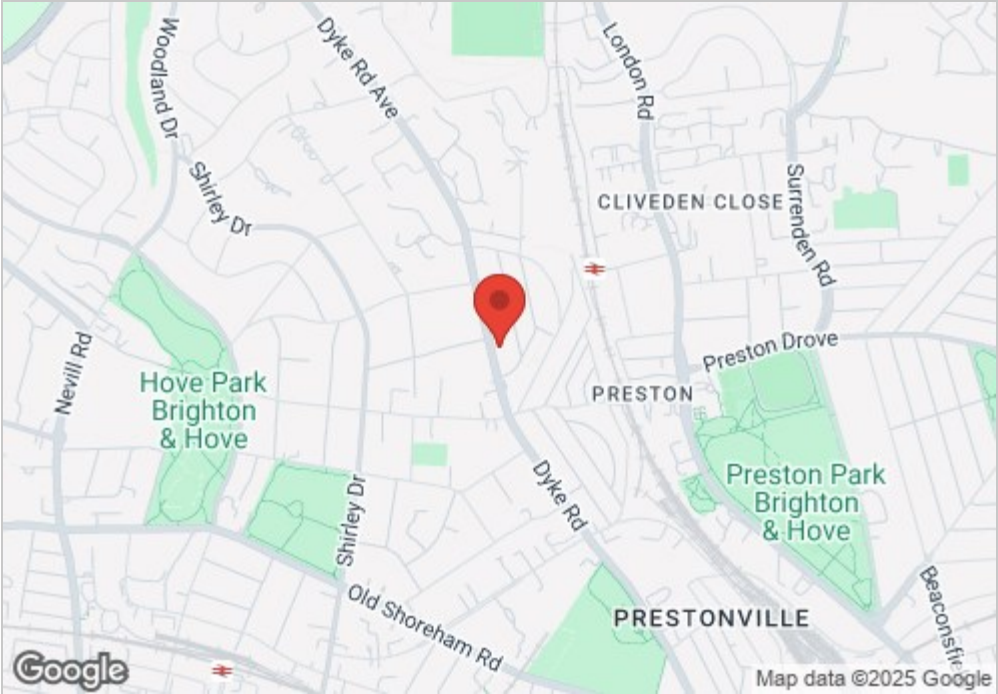 Woodland Dr
Dyke Rd Ave
London Rd
Shirley Dr
CLIVEDEN CLOSE
Surrenden Rd
Nevill Rd
Preston Drove
Hove Park
Brighton
& Hove
PRESTON
Preston Park
Brighton
& Hove
Dyke Rd
Shirley Dr
Old Shoreham Rd
PRESTONVILLE
Google
Map data ©2025 Google